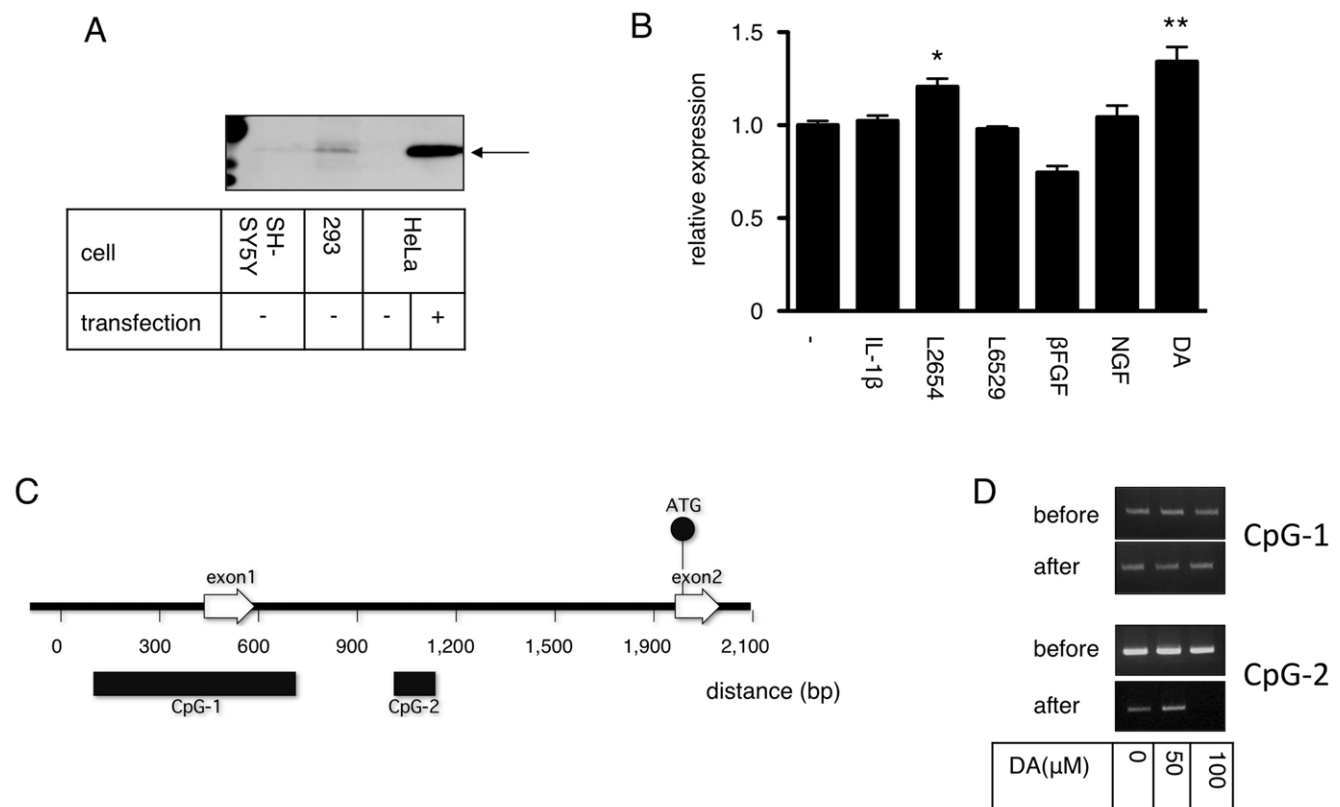 A
cell
SH-
SY5Y
293
HeLa
transfection
-
-
-
+
B
relative expression
1.5
1.0
0.5
0
*
**
-
IL-1β
L2654
L6529
βFGF
NGF
DA
C
ATG
exon1
exon2
0
300
600
900
1,200
1,500
1,900
2,100
CpG-1
CpG-2
distance (bp)
D
before
after
CpG-1
before
after
CpG-2
DA(μM)
0
50
100